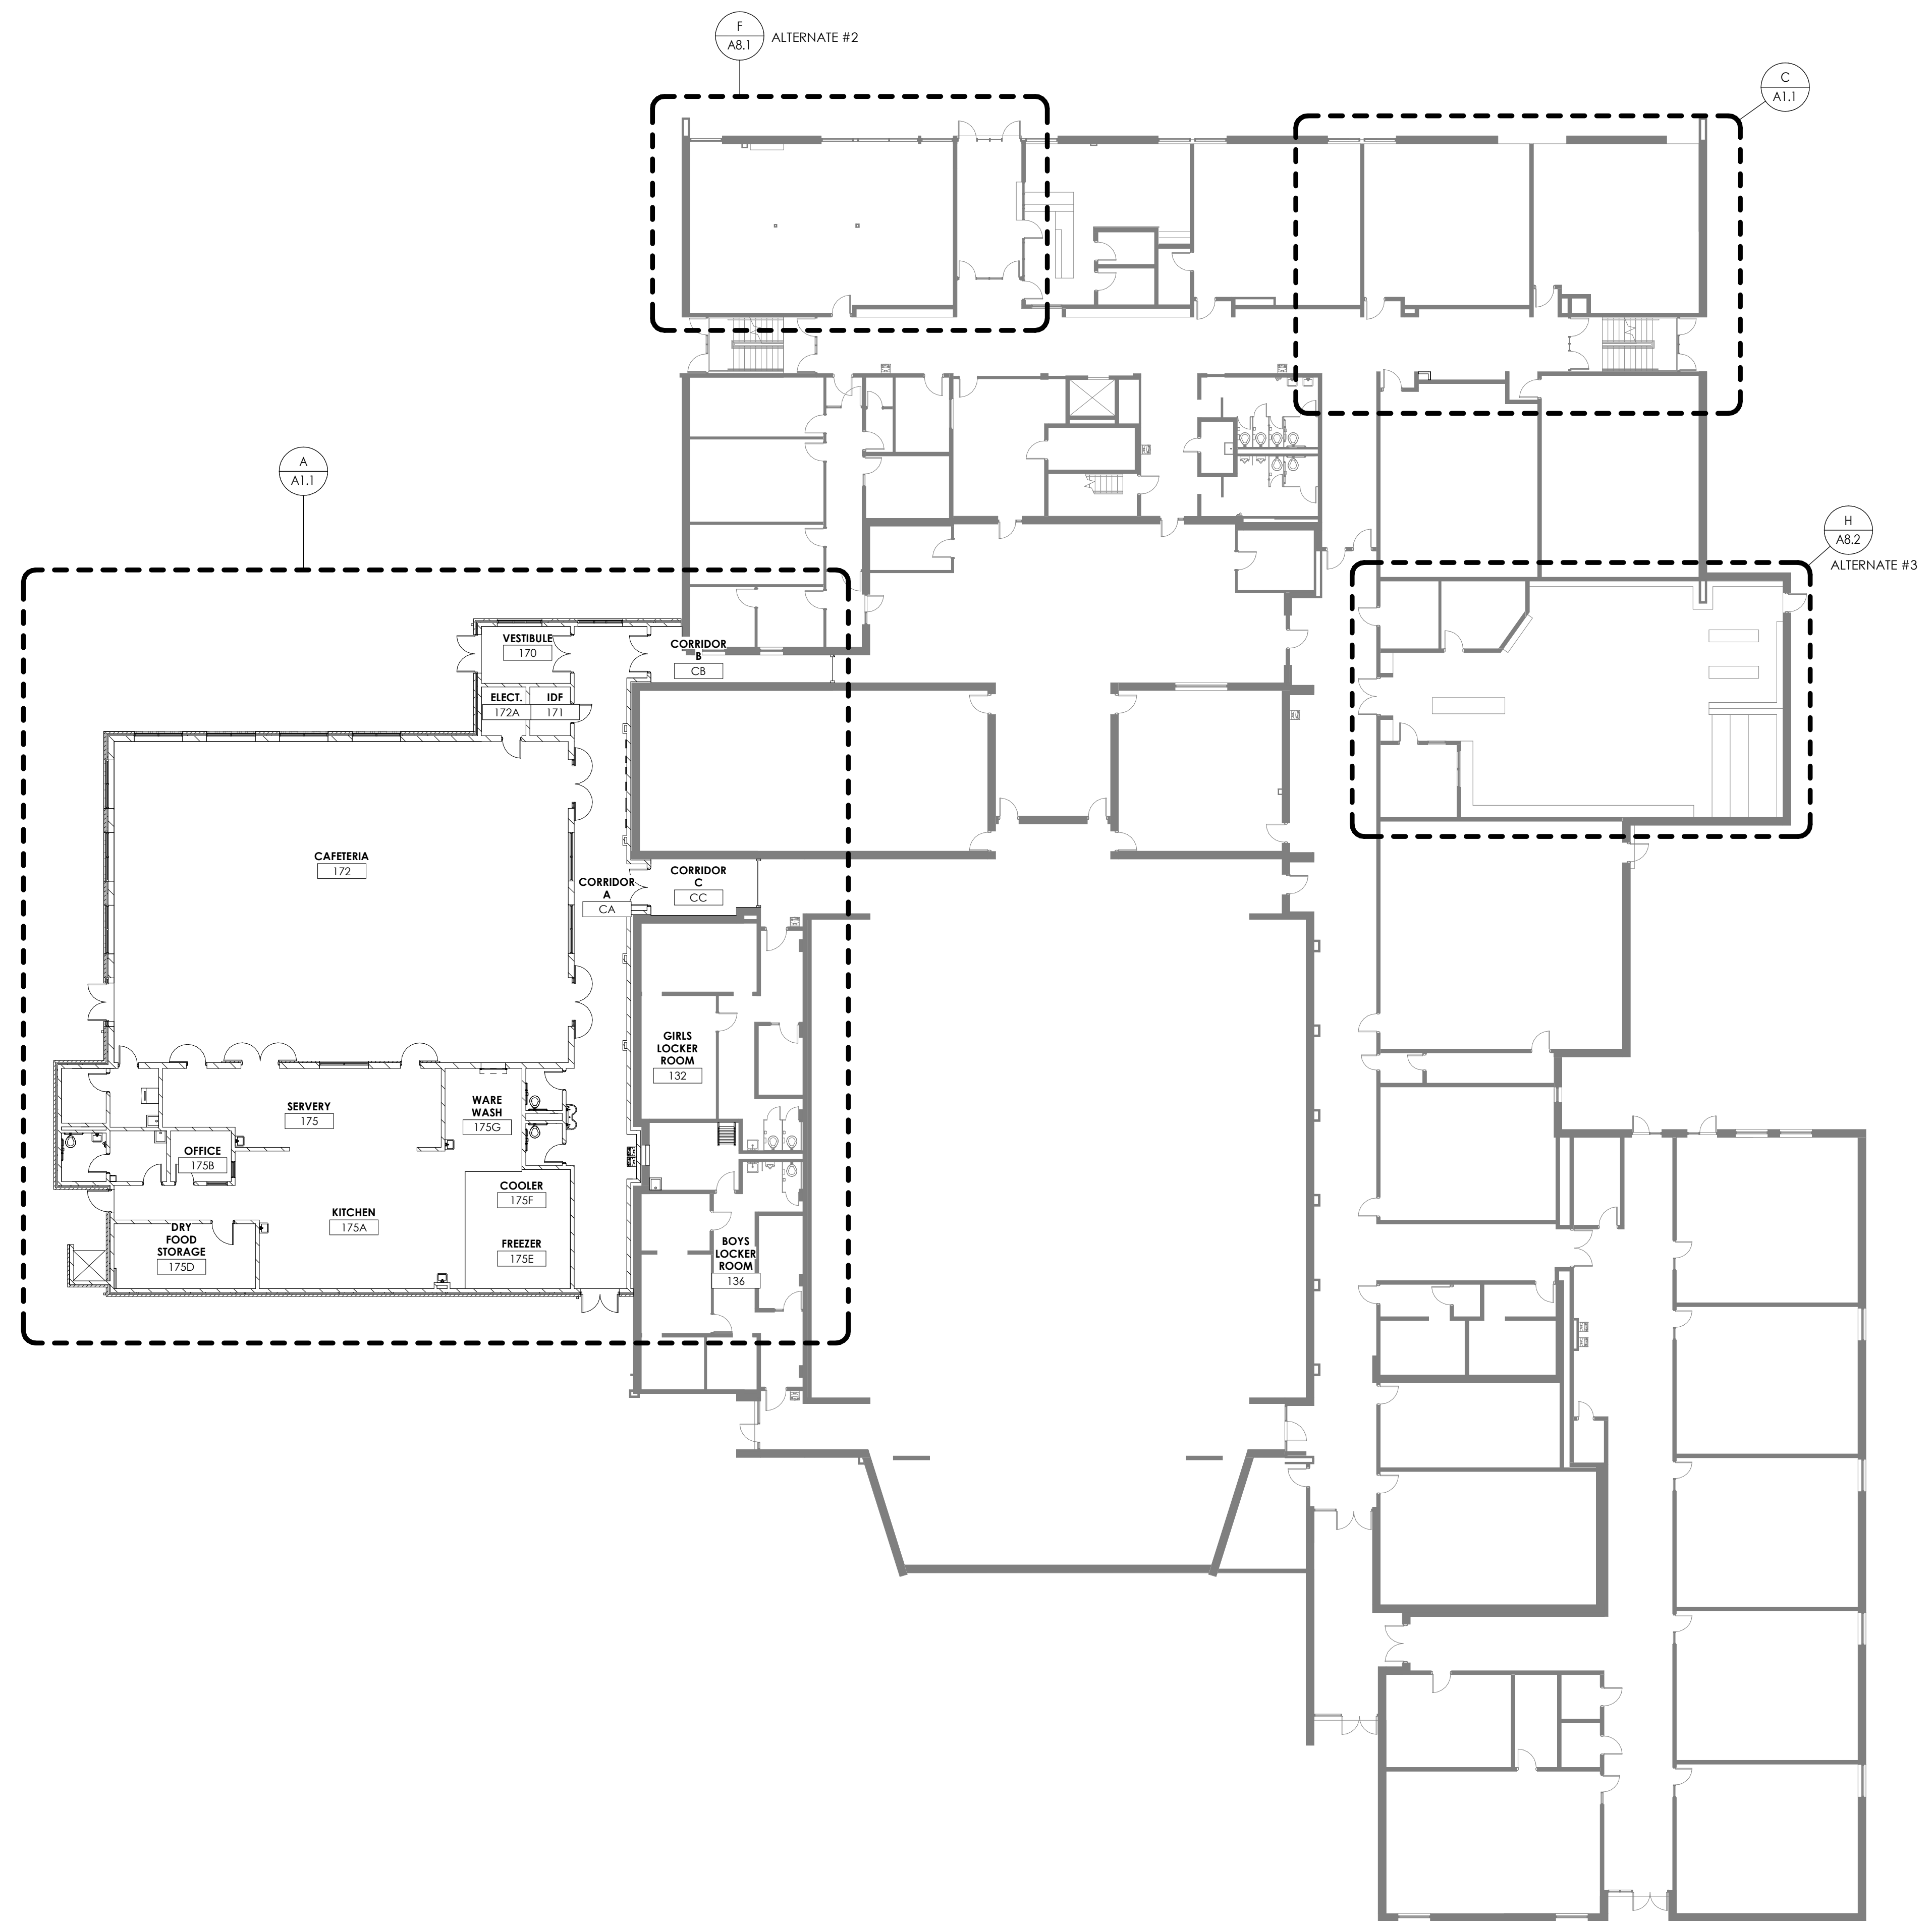 F
A8.1
ALTERNATE #2
C
A1.1
A
A1.1
H
A8.2
ALTERNATE #3
VESTIBULE
170
CORRIDOR
B
CB
ELECT.
172A
IDF
171
CAFETERIA
172
CORRIDOR
A
CA
CORRIDOR
C
CC
GIRLS
LOCKER
ROOM
132
SERVERY
175
WARE
WASH
175G
OFFICE
175B
COOLER
175F
KITCHEN
175A
DRY
FOOD
STORAGE
175D
FREEZER
175E
BOYS
LOCKER
ROOM
136